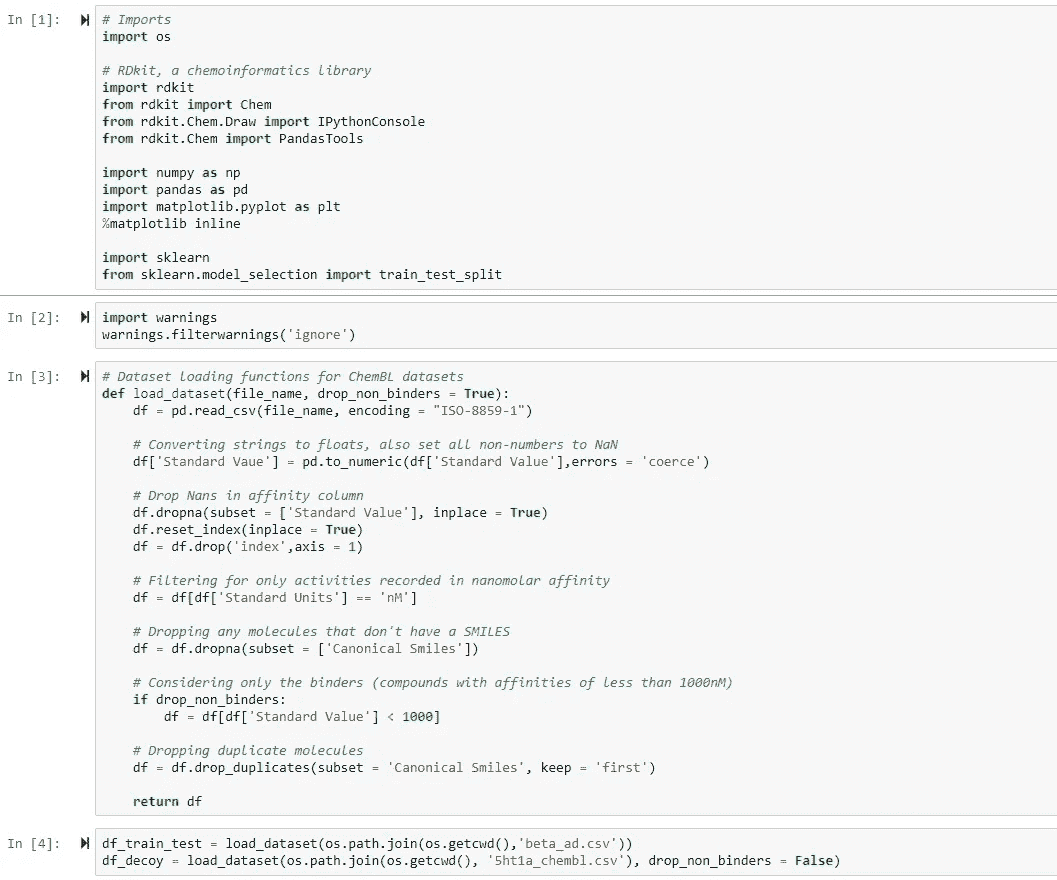 In [1]:
# Imports
import os
# RDkit, a chemoinformatics library
import rdkit
from rdkit import Chem
from rdkit.Chem.Draw import IPythonConsole
from rdkit.Chem import PandasTools
import numpy as np
import pandas as pd
import matplotlib.pyplot as plt
%matplotlib inline
import sklearn
from sklearn.model_selection import train_test_split
In [2]:
import warnings
warnings.filterwarnings('ignore')
In [3]:
# Dataset loading functions for ChemBL datasets
def load_dataset(file_name, drop_non_binders = True):
    df = pd.read_csv(file_name, encoding = "ISO-8859-1")
    # Converting strings to floats, also set all non-numbers to NaN
    df['Standard Vaue'] = pd.to_numeric(df['Standard Value'],errors = 'coerce')
    # Drop Nans in affinity column
    df.dropna(subset = ['Standard Value'], inplace = True)
    df.reset_index(inplace = True)
    df = df.drop('index',axis = 1)
    # Filtering for only activities recorded in nanomolar affinity
    df = df[df['Standard Units'] == 'nM']
    # Dropping any molecules that don't have a SMILES
    df = df.dropna(subset = ['Canonical Smiles'])
    # Considering only the binders (compounds with affinities of less than 1000nM)
    if drop_non_binders:
        df = df[df['Standard Value'] < 1000]
    # Dropping duplicate molecules
    df = df.drop_duplicates(subset = 'Canonical Smiles', keep = 'first')
    return df
In [4]:
df_train_test = load_dataset(os.path.join(os.getcwd(),'beta_ad.csv'))
df_decoy = load_dataset(os.path.join(os.getcwd(), '5ht1a_chembl.csv'), drop_non_binders = False)